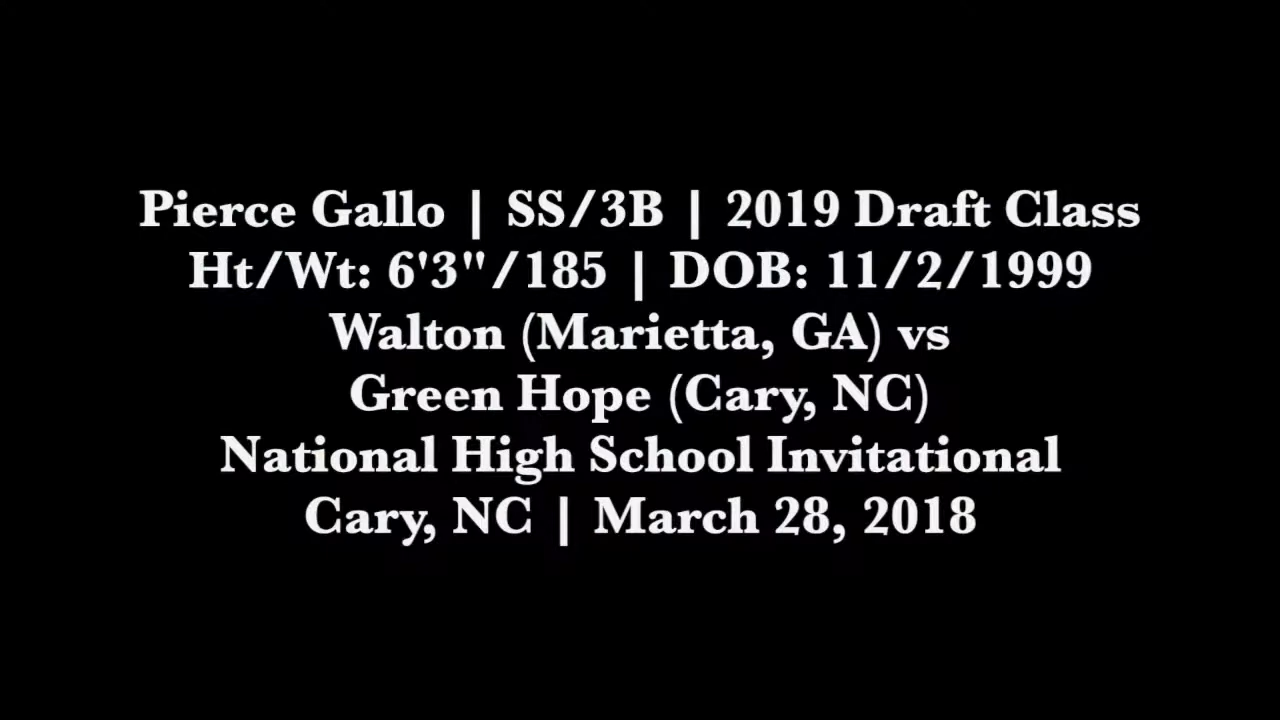 Pierce Gallo | SS/3B | 2019 Draft Class
Ht/Wt: 6'3"/185 | DOB: 11/2/1999
Walton (Marietta, GA) vs
Green Hope (Cary, NC)
National High School Invitational
Cary, NC | March 28, 2018